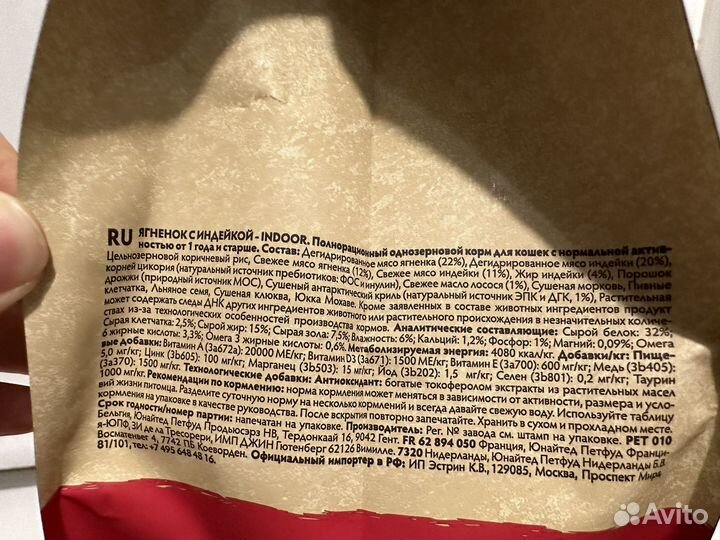 RU ЯГНЕНОК С ИНДЕЙКОЙ - INDOOR. Полнорационный однозерновой корм для кошек с нормальной актив-
ностью от 1 года и старше. Состав: Дегидрированное мясо ягненка (22%), Дегидрированное мясо индейки (20%),
Цельнозерновой коричневый рис, Свежее мясо ягненка (12%), Свежее мясо индейки (11%), Жир индейки (4%), Порошок
корней цикория (натуральный источник пребиотиков: ФОС и инулин), Свежее масло лосося (1%), Сушеная морковь, Пивные
дрожжи (природный источник МОС), Сушеный антарктический криль (натуральный источник ЭПК и ДГК, 1%), Растительная
клетчатка, Льняное семя, Сушеная клюква, Юкка Мохаве. Кроме заявленных в составе животных ингредиентов продукт
может содержать следы ДНК других ингредиентов животного или растительного происхождения в незначительных количе-
ствах из-за технологических особенностей производства кормов. Аналитические составляющие: Сырой белок: 32%;
Сырая клетчатка: 2,5%; Сырой жир: 15%; Сырая зола: 7,5%; Влажность: 6%; Кальций: 1,2%; Фосфор: 1%; Магний: 0,09%; Омега
6 жирные кислоты: 3,3%; Омега 3 жирные кислоты: 0,6%. Метаболизируемая энергия: 4080 ккал/кг. Добавки/кг: Пище-
вые добавки: Витамин A (3a672a): 20000 МЕ/кг; Витамин D3 (3a671): 1500 МЕ/кг; Витамин E (3a700): 600 мг/кг; Медь (3b405):
5,0 мг/кг; Цинк (3b605): 100 мг/кг; Марганец (3b503): 15 мг/кг; Йод (3b202): 1,5 мг/кг; Селен (3b801): 0,2 мг/кг; Таурин
(3a370): 1500 мг/кг; Технологические добавки: Антиоксидант: богатые токоферолом экстракты из растительных масел
1000 мг/кг. Рекомендации по кормлению: норма кормления может меняться в зависимости от активности, размера и усло-
вий жизни питомца. Разделите суточную норму на несколько кормлений и всегда давайте свежую воду. Используйте таблицу
кормления на упаковке в качестве руководства. После вскрытия повторно запечатайте. Хранить в сухом и прохладном месте.
Срок годности/номер партии: напечатан на упаковке. Производитель: Рег. № завода см. штамп на упаковке. PET 010
Бельгия, Юнайтед Петфуд Продьюсэрз НВ, Тердонкаай 16, 9042 Гент. FR 62 894 050 Франция, Юнайтед Петфуд Франци-
я-ЮПФ, ЗИ де ла Тресорери, ИМП ДЖИН Гютенберг 62126 Вимиль. 7320 Нидерланды, Юнайтед Петфуд Нидерланды Б.В.
Восматенвег 4, 7742 ПБ Коеворден. Официальный импортер в РФ: ИП Эстрин К.В., 129085, Москва, Проспект Мира
81/101, тел.+7 495 648 48 16.
Avito